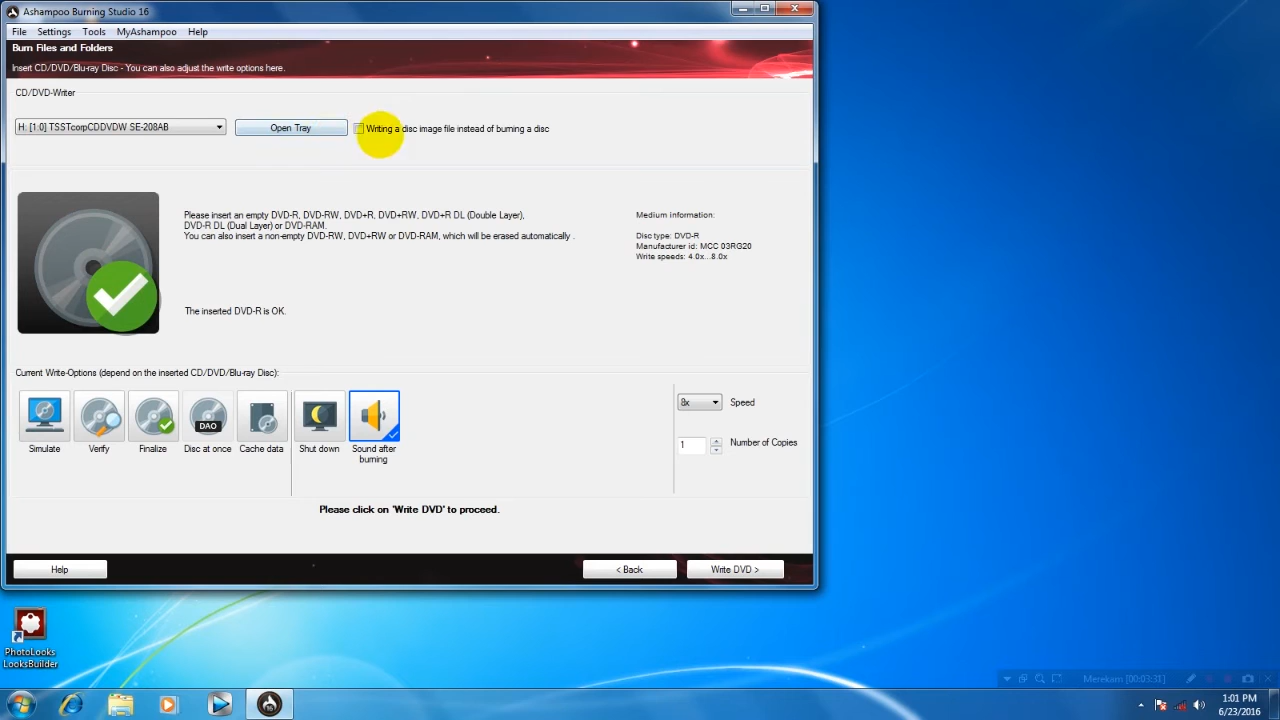 Ashampoo Burning Studio 16
File Settings Tools MyAshampoo Help
Burn Files and Folders
Insert CD/DVD/Blu-ray Disc - You can also adjust the write options here.
CD/DVD-Writer
H: [1:0] TSSTcorpCDDVDW SE-208AB
Open Tray
Writing a disc image file instead of burning a disc
Please insert an empty DVD-R, DVD-RW, DVD+R, DVD+RW, DVD+R DL (Double Layer),
DVD-R DL (Dual Layer) or DVD-RAM.
You can also insert a non-empty DVD-RW, DVD+RW or DVD-RAM, which will be erased automatically .
The inserted DVD-R is OK.
Medium information:
Disc type: DVD-R
Manufacturer id: MCC 03RG20
Write speeds: 4.0x...8.0x
Current Write-Options (depend on the inserted CD/DVD/Blu-ray Disc):
DAO
Simulate
Verify
Finalize
Disc at once
Cache data
Shut down
Sound after
burning
8x
Speed
1
Number of Copies
Please click on 'Write DVD' to proceed.
Help
< Back
Write DVD >
PhotoLooks
LooksBuilder
Merekam [00:03:31]
16
1:01 PM
6/23/2016